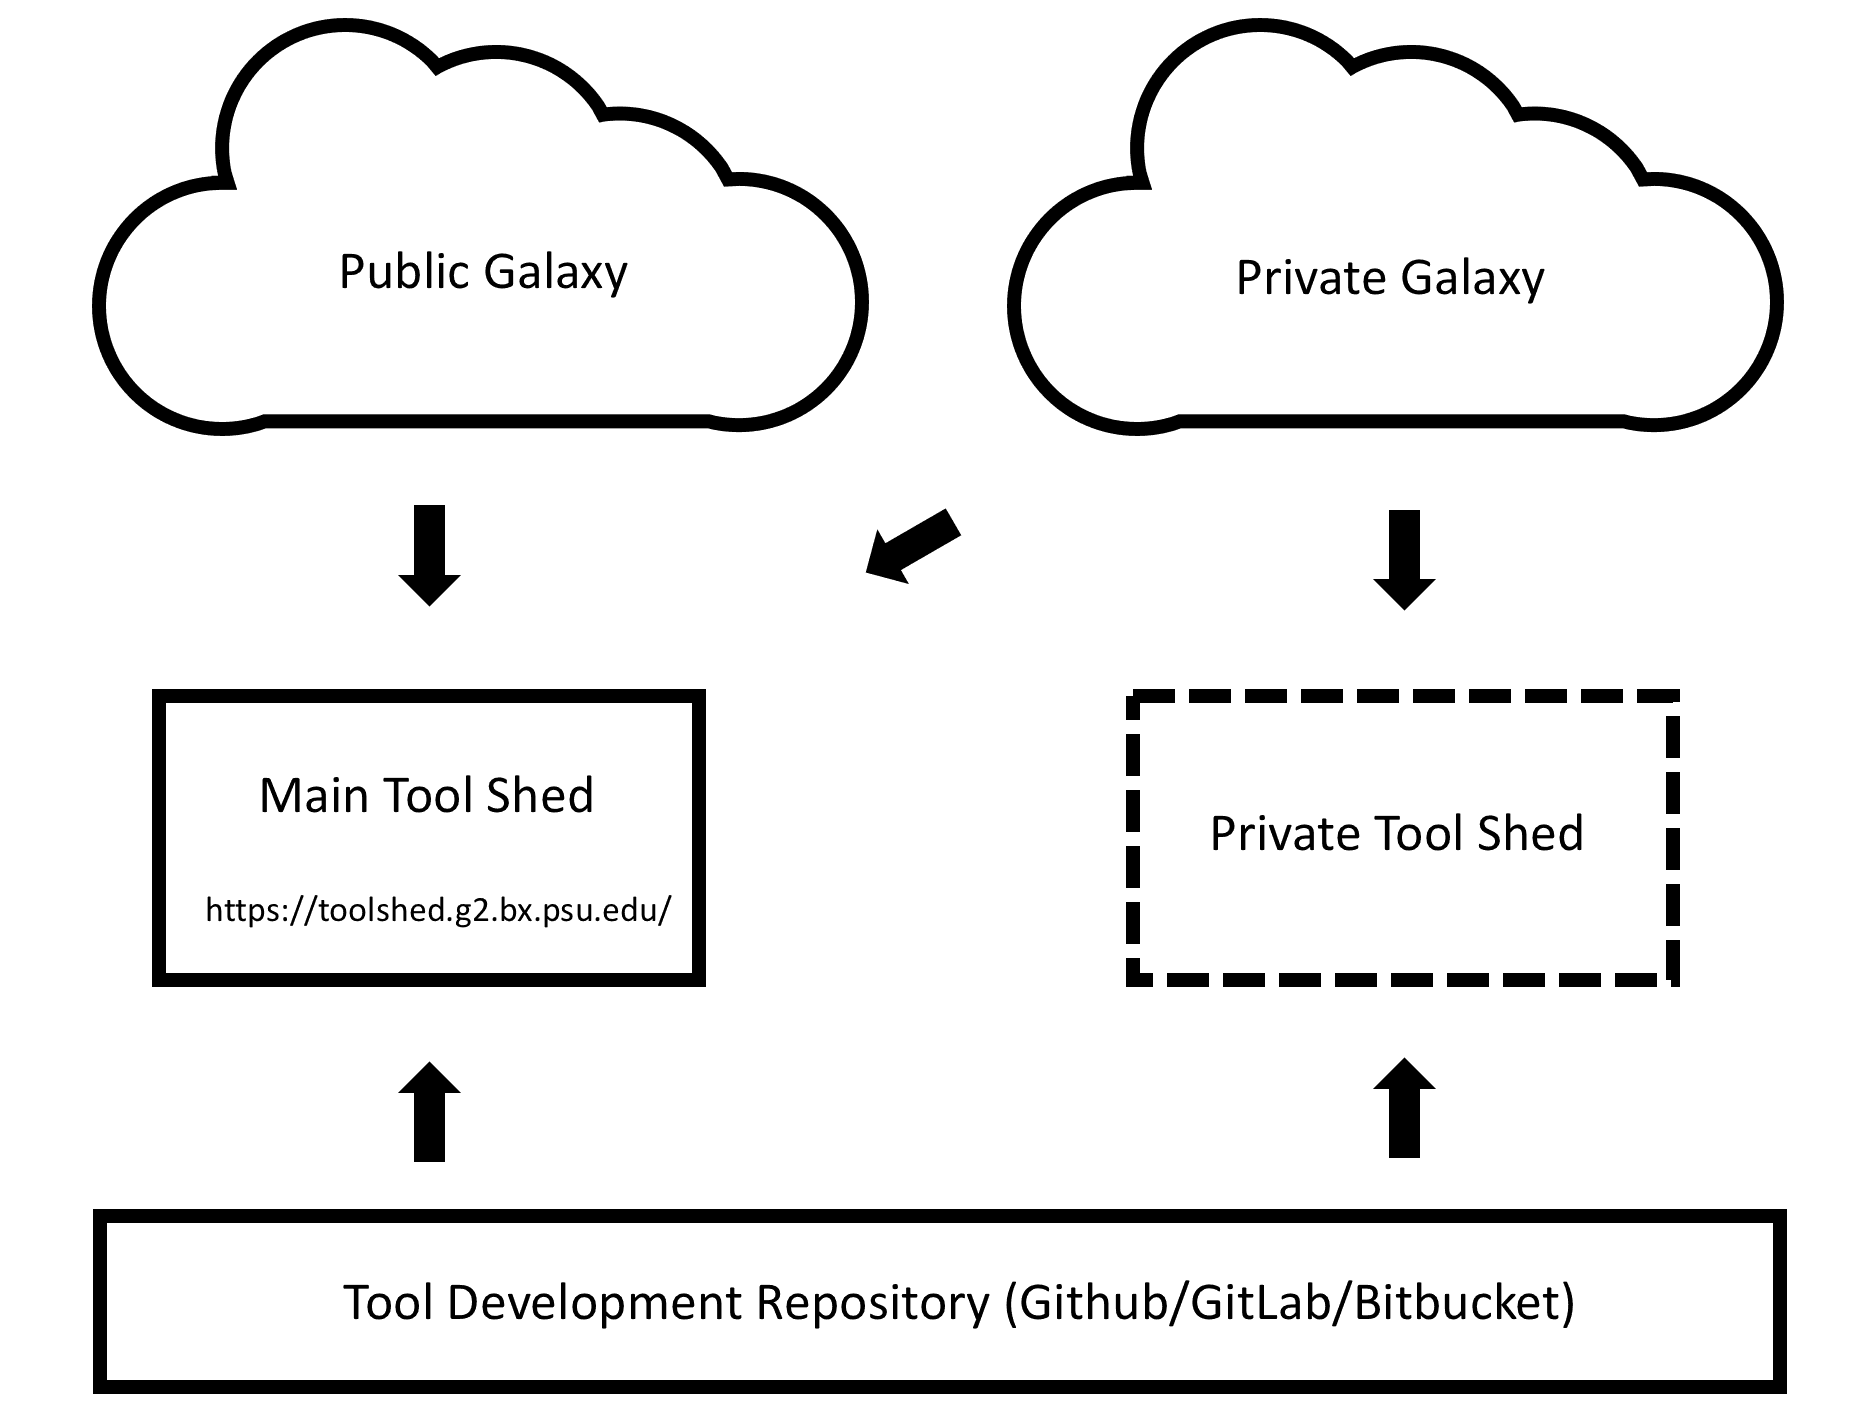 Public Galaxy
Private Galaxy
Main Tool Shed
https://toolshed.g2.bx.psu.edu/
Private Tool Shed
Tool Development Repository (Github/GitLab/Bitbucket)